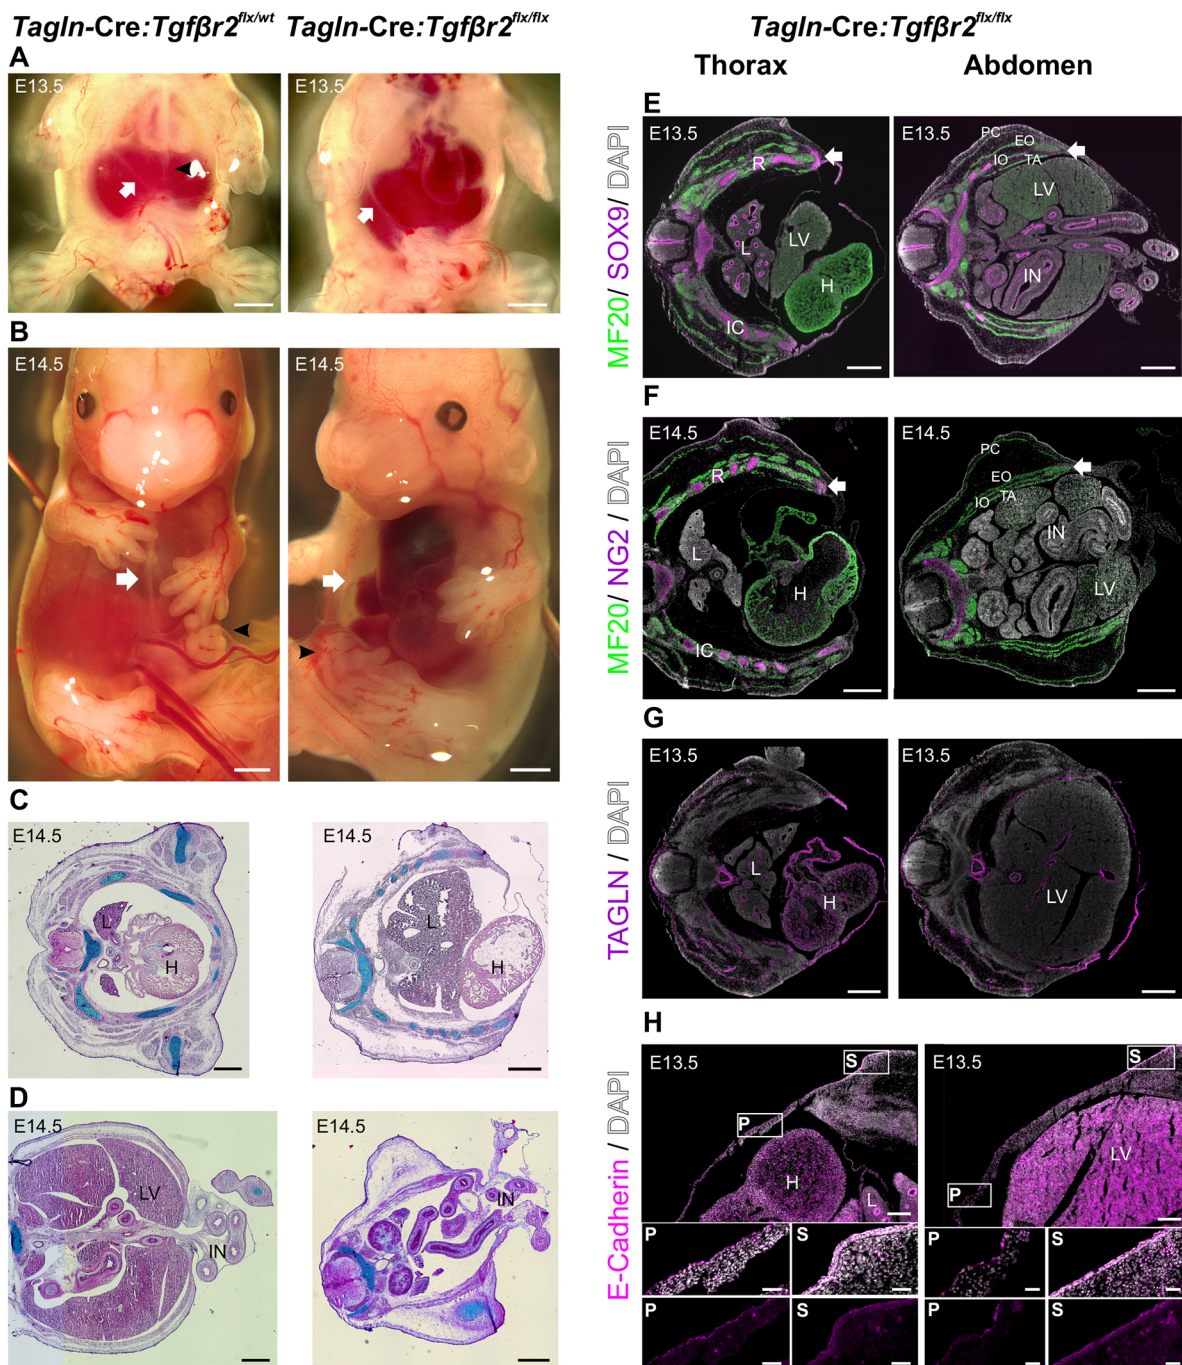 Tagln-Cre:Tgfβr2flx/wt
Tagln-Cre:Tgfβr2flx/flx
A
E13.5
E13.5
B
E14.5
E14.5
C
E14.5
L
H
E14.5
L
H
D
E14.5
LV
IN
E14.5
IN
Tagln-Cre:Tgfβr2flx/flx
Thorax
Abdomen
E
MF20/ SOX9/ DAPI
E13.5
R
L
LV
H
IC
E13.5
PC
EO
IO
TA
LV
IN
F
MF20/ NG2 / DAPI
E14.5
R
L
H
IC
E14.5
PC
EO
IO
TA
IN
LV
G
TAGLN / DAPI
E13.5
L
H
E13.5
LV
H
E-Cadherin / DAPI
E13.5
S
P
H
L
E13.5
S
P
LV
P
S
P
S
P
S
P
S